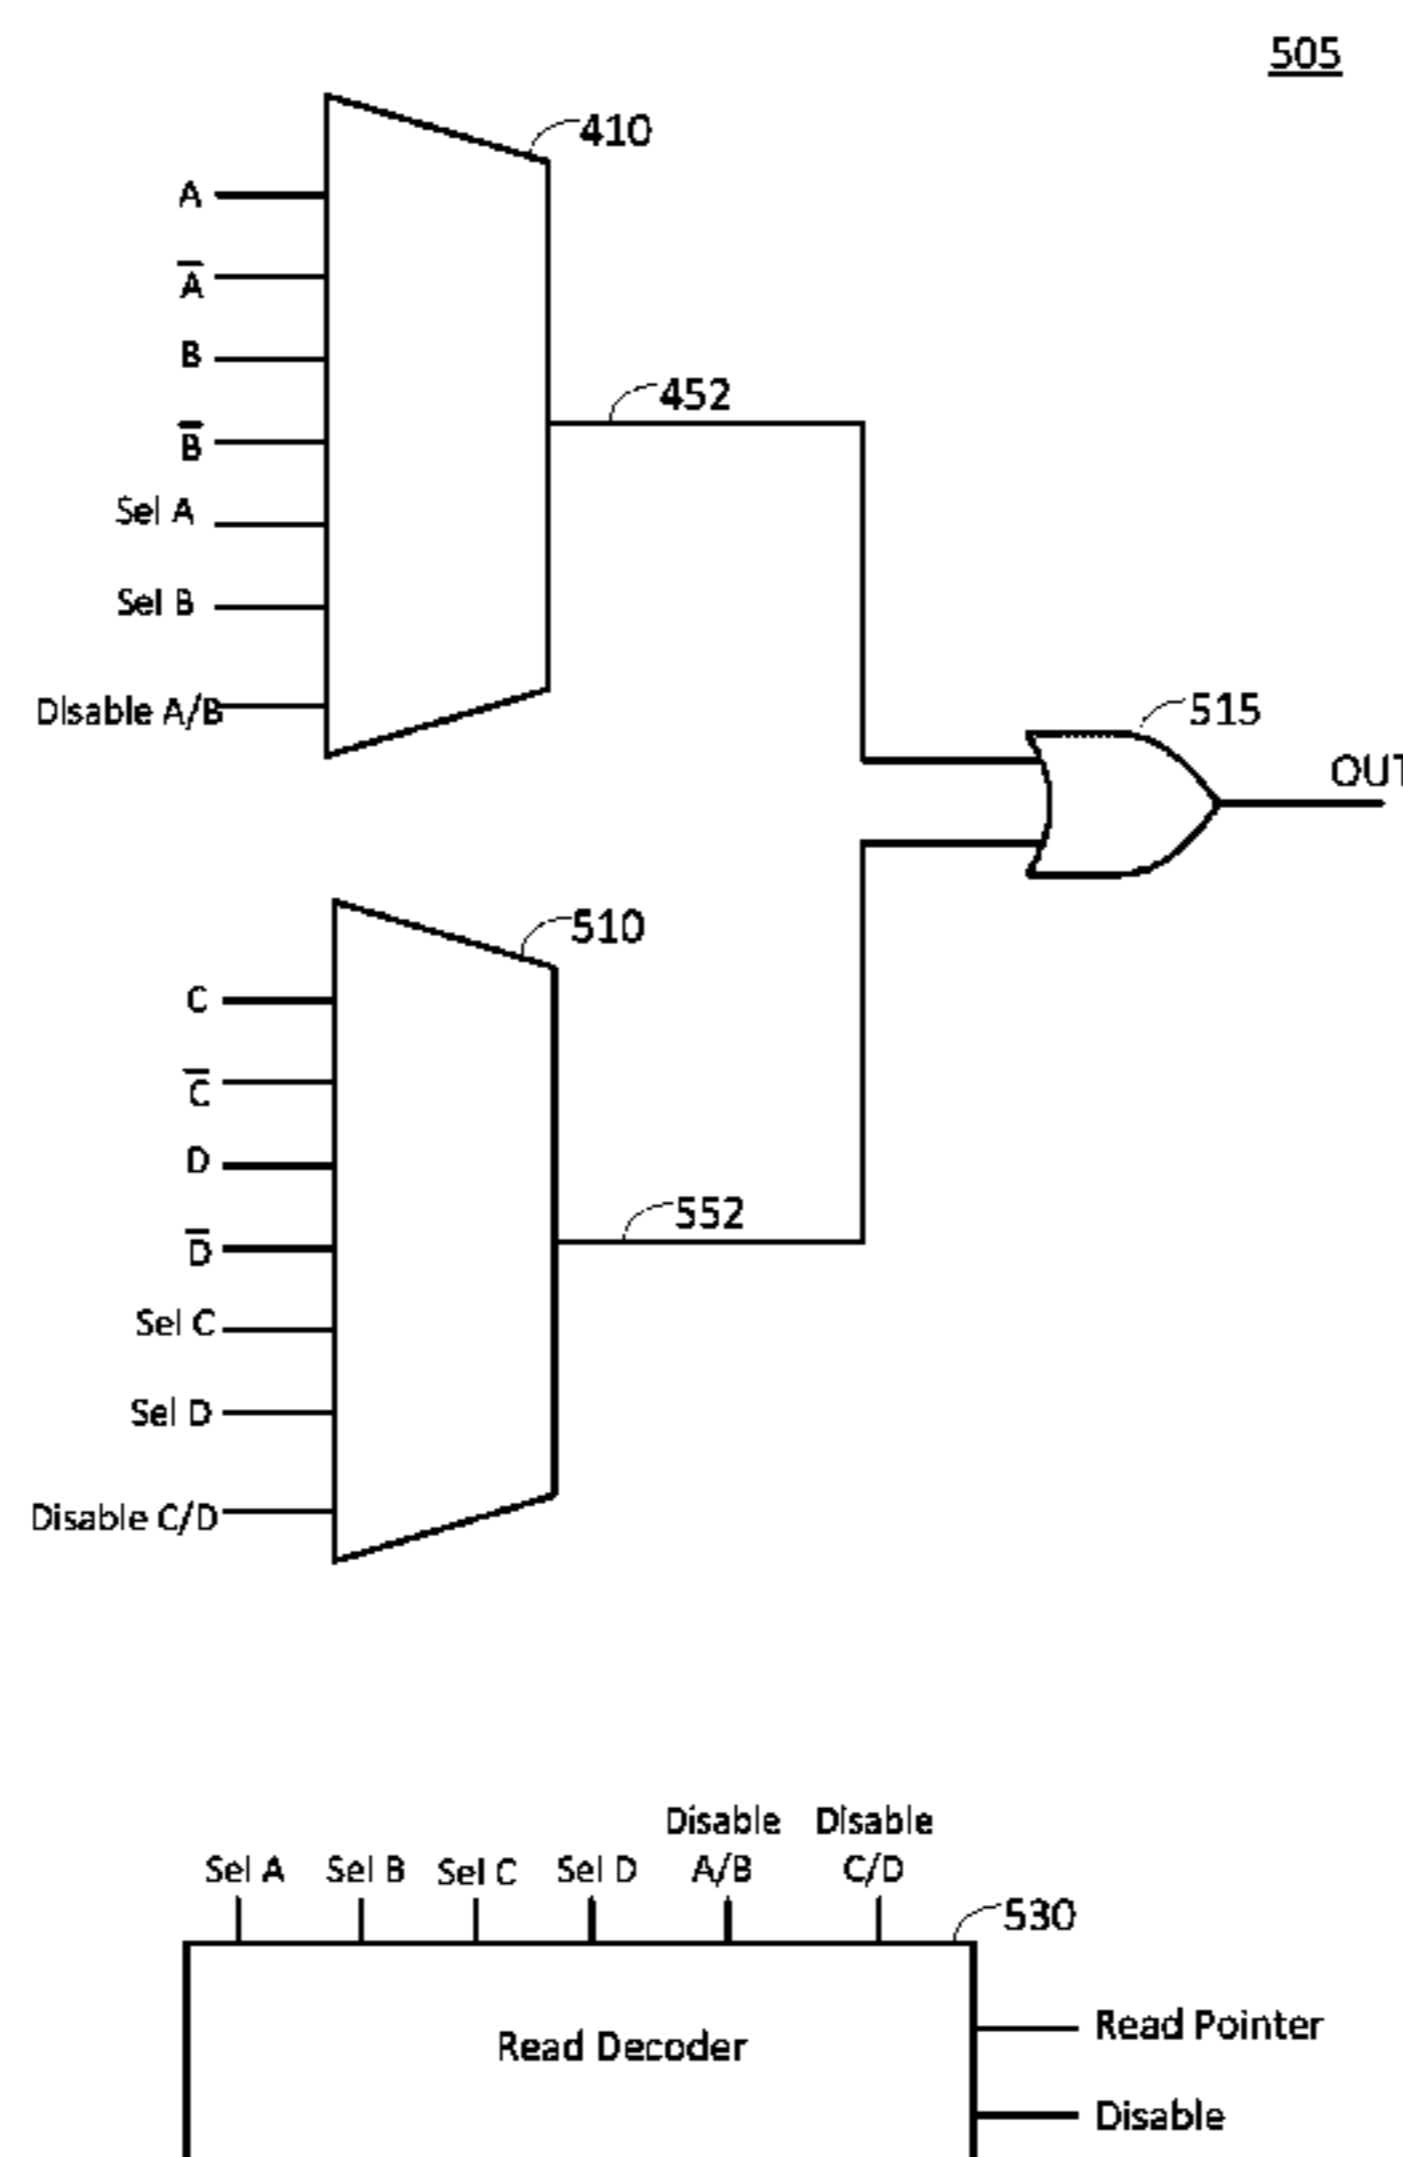 505
410
A
A̅
B
B̅
452
Sel A
Sel B
Disable A/B
515
OUT
510
C
C̅
D
D̅
552
Sel C
Sel D
Disable C/D
Disable A/B
Disable C/D
Sel A
Sel B
Sel C
Sel D
530
Read Decoder
Read Pointer
Disable